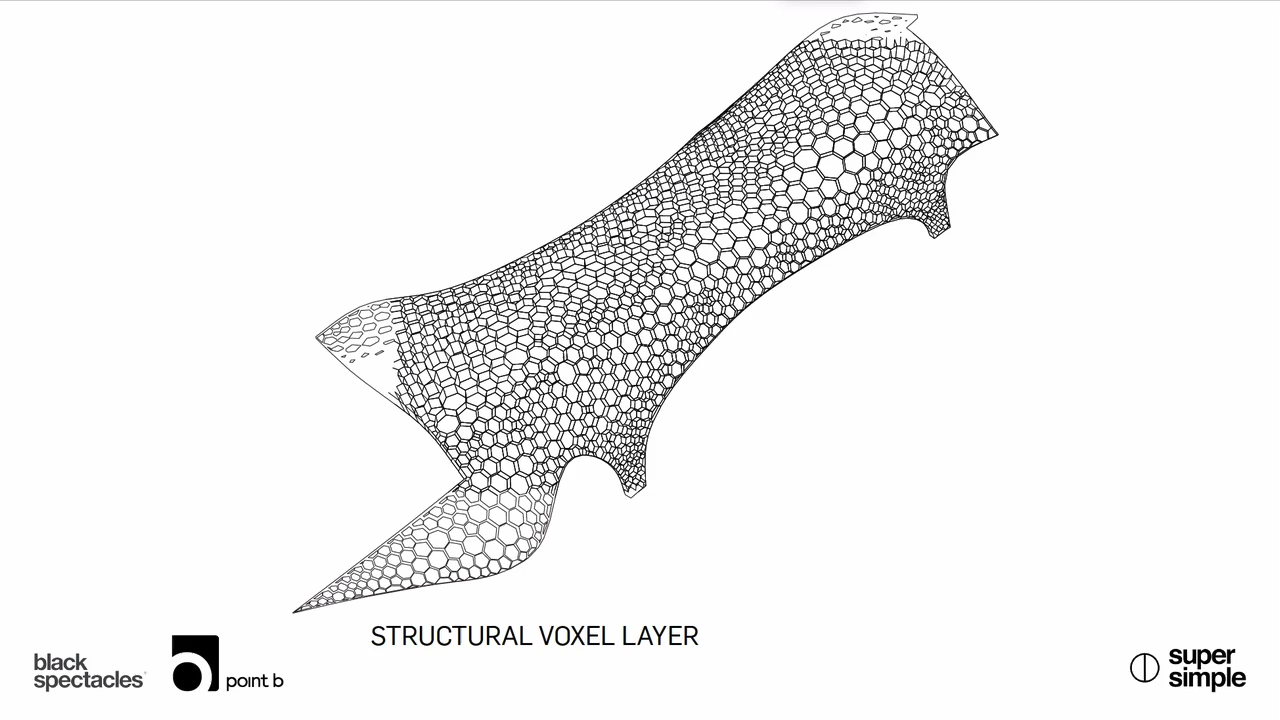 STRUCTURAL VOXEL LAYER
black
spectacles
point b
super
simple